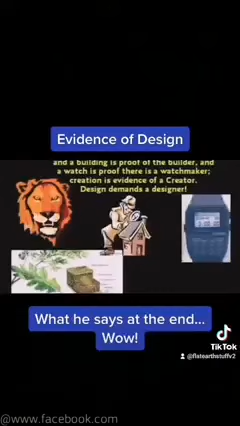 Evidence of Design
and a building is proof of the builder, and
a watch is proof there is a watchmaker;
creation is evidence of a Creator.
Design demands a designer!
What he says at the end...
Wow!
TikTok
@flatearthstuffv2
@www.facebook.com